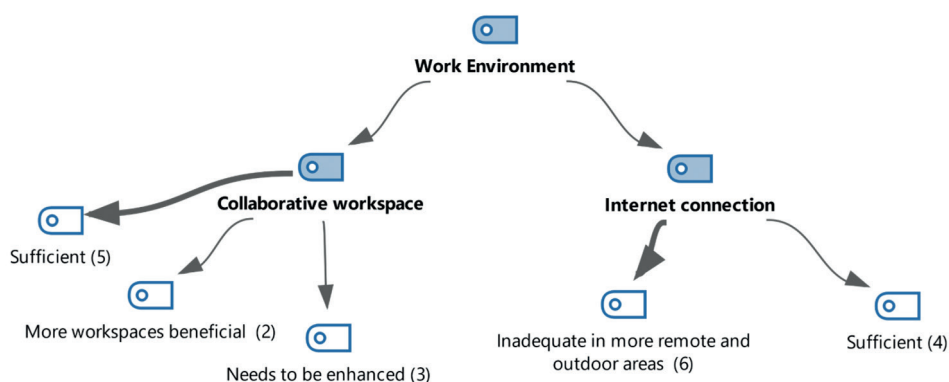 Work Environment
Collaborative workspace
Internet connection
Sufficient (5)
More workspaces beneficial (2)
Needs to be enhanced (3)
Inadequate in more remote and
outdoor areas (6)
Sufficient (4)